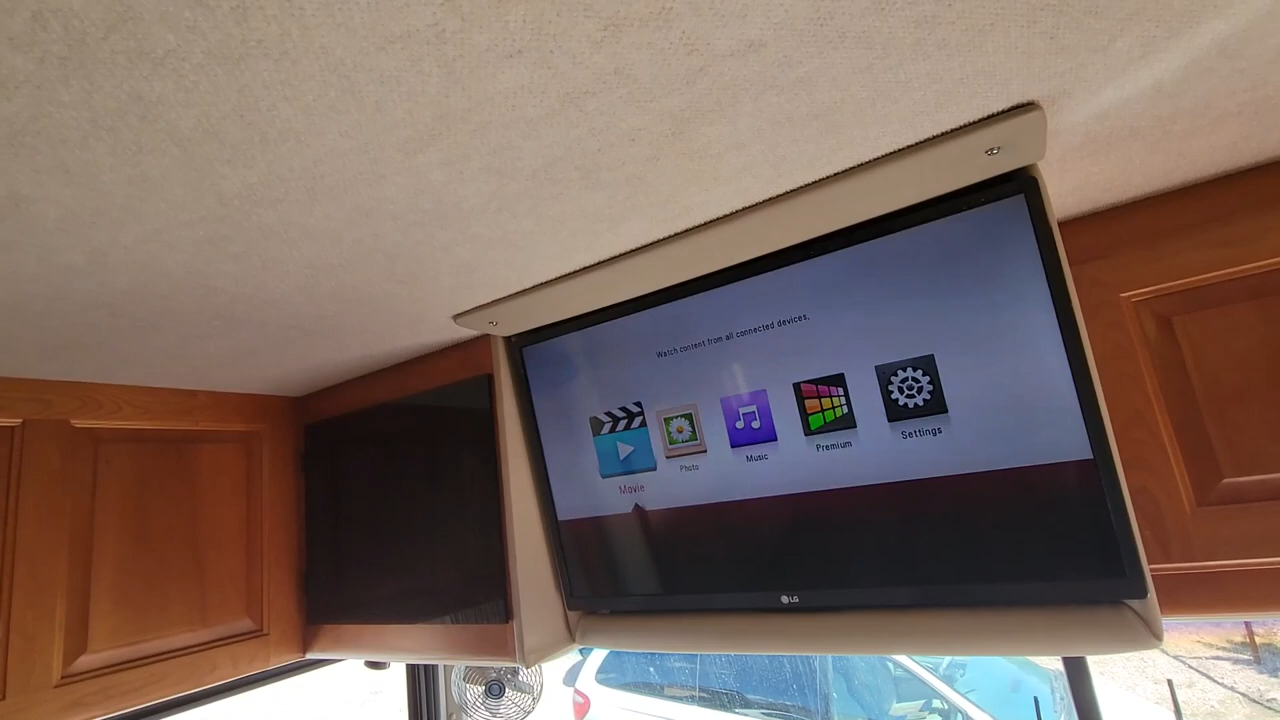 Watch content from all connected devices.
Movie
Photo
Music
Premium
Settings
LG